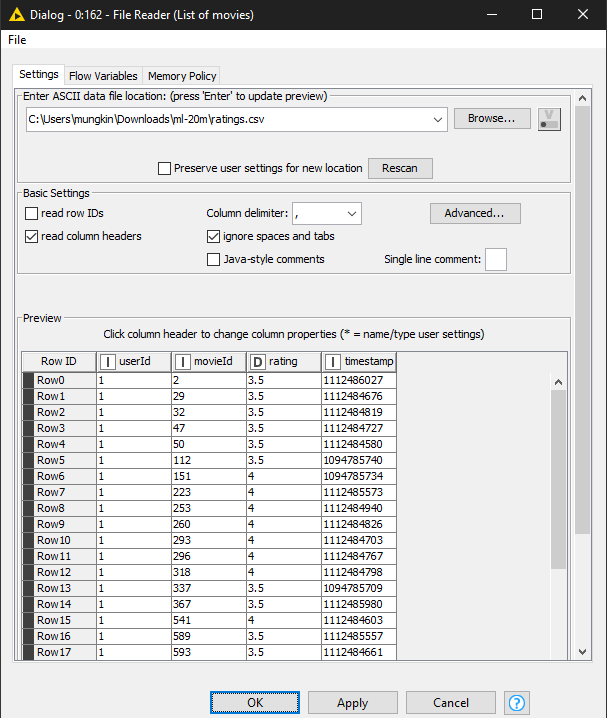 Dialog - 0:162 - File Reader (List of movies)
File
Settings Flow Variables Memory Policy
Enter ASCII data file location: (press 'Enter' to update preview)
C:\Users\mungkin\Downloads\ml-20m\ratings.csv Browse... V
Preserve user settings for new location Rescan
Basic Settings
read row IDs Column delimiter: , Advanced...
read column headers ignore spaces and tabs
Java-style comments Single line comment:
Preview
Click column header to change column properties (* = name/type user settings)
Row ID I userId I movieId D rating I timestamp
Row0 1 2 3.5 1112486027
Row1 1 29 3.5 1112484676
Row2 1 32 3.5 1112484819
Row3 1 47 3.5 1112484727
Row4 1 50 3.5 1112484580
Row5 1 112 3.5 1094785740
Row6 1 151 4 1094785734
Row7 1 223 4 1112485573
Row8 1 253 4 1112484940
Row9 1 260 4 1112484826
Row10 1 293 4 1112484703
Row11 1 296 4 1112484767
Row12 1 318 4 1112484798
Row13 1 337 3.5 1094785709
Row14 1 367 3.5 1112485980
Row15 1 541 4 1112484603
Row16 1 589 3.5 1112485557
Row17 1 593 3.5 1112484661
OK Apply Cancel ?